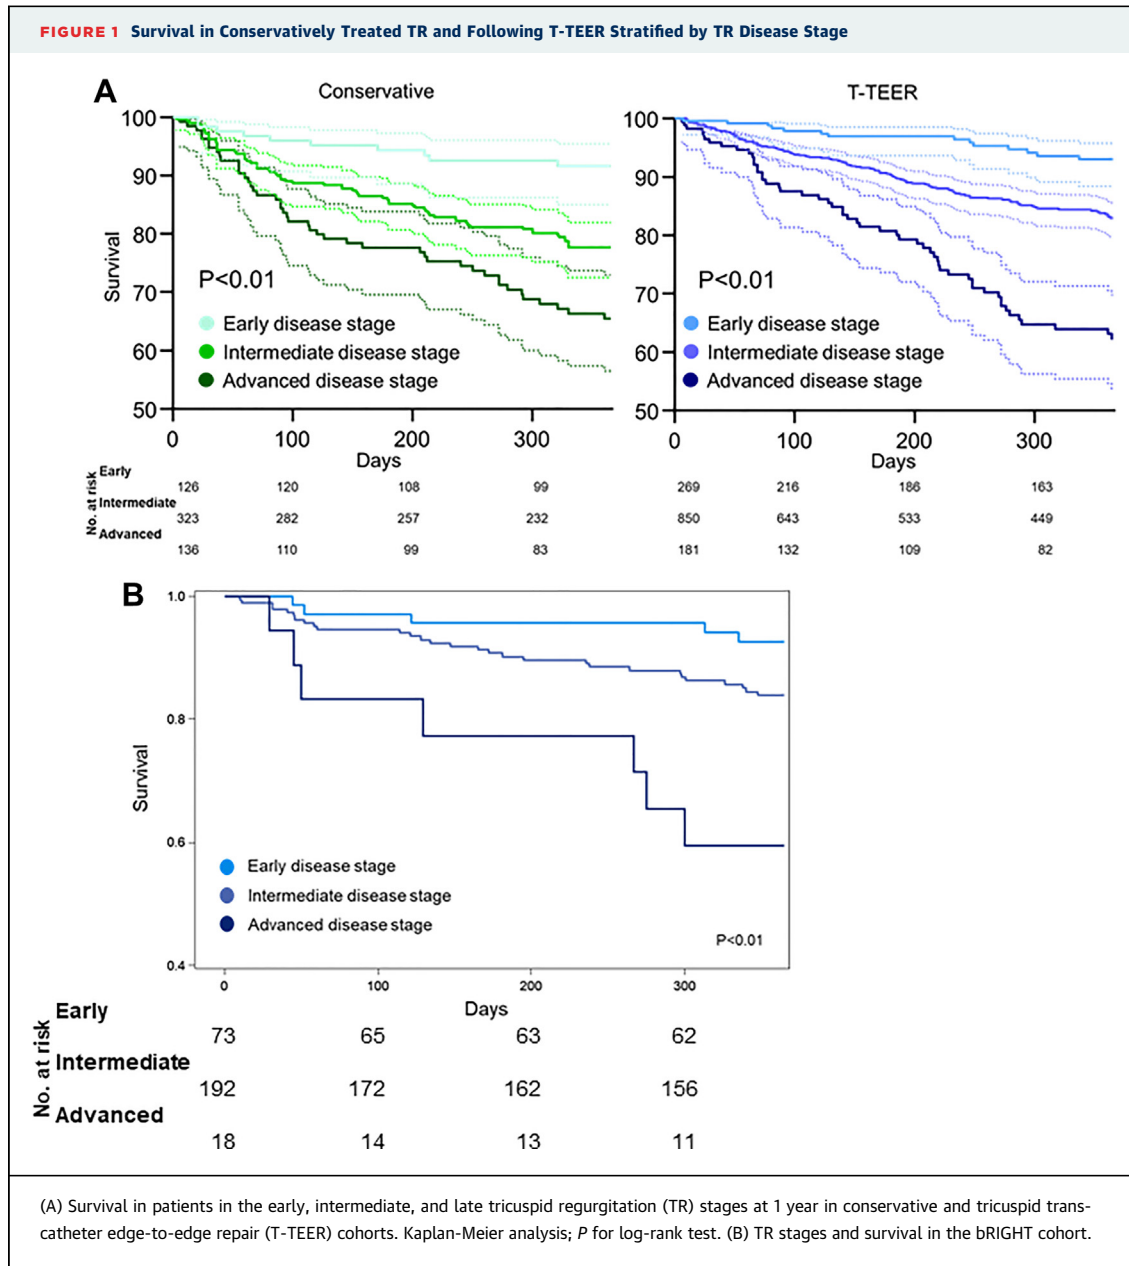 FIGURE 1 Survival in Conservatively Treated TR and Following T-TEER Stratified by TR Disease Stage
A
Conservative
Survival
100
90
80
70
60
50
P<0.01
Early disease stage
Intermediate disease stage
Advanced disease stage
0 100 200 300
Days
No. at risk
Early
126 120 108 99
Intermediate
323 282 257 232
Advanced
136 110 99 83
T-TEER
100
90
80
70
60
50
P<0.01
Early disease stage
Intermediate disease stage
Advanced disease stage
0 100 200 300
Days
269 216 186 163
850 643 533 449
181 132 109 82
B
Survival
1.0
0.8
0.6
0.4
Early disease stage
Intermediate disease stage
Advanced disease stage
P<0.01
0 100 200 300
Days
No. at risk
Early
73 65 63 62
Intermediate
192 172 162 156
Advanced
18 14 13 11
(A) Survival in patients in the early, intermediate, and late tricuspid regurgitation (TR) stages at 1 year in conservative and tricuspid trans-
catheter edge-to-edge repair (T-TEER) cohorts. Kaplan-Meier analysis; P for log-rank test. (B) TR stages and survival in the bRIGHT cohort.